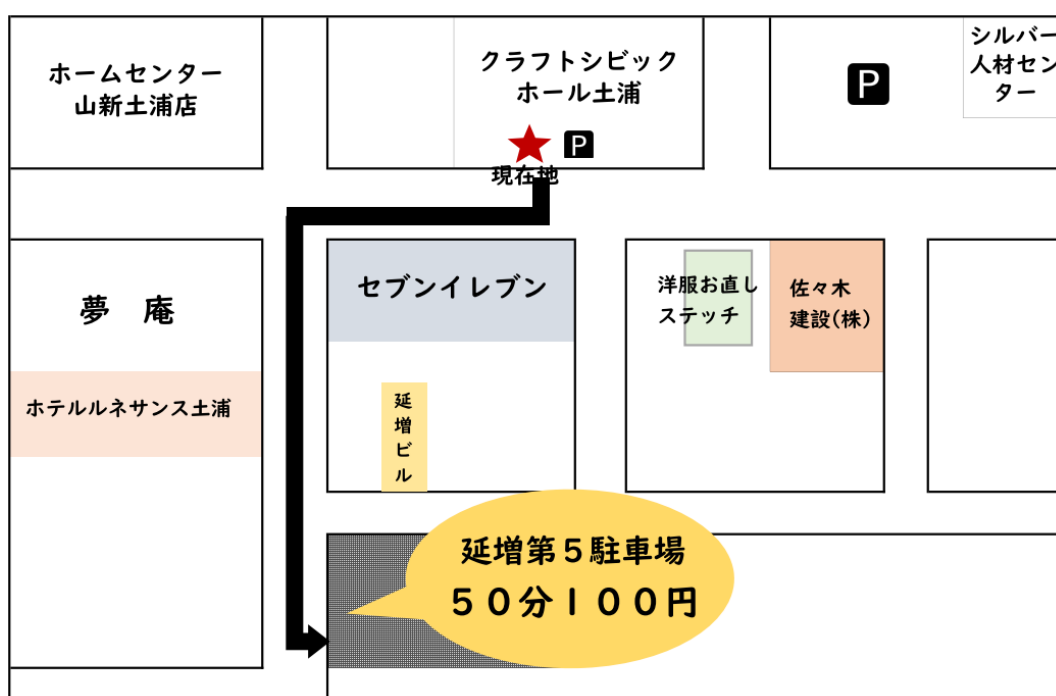 ホームセンター
山新土浦店
クラフトシビック
ホール土浦
P
現在地
P
シルバー
人材セン
ター
夢　庵
ホテルルネサンス土浦
セブンイレブン
延
増
ビ
ル
洋服お直し
ステッチ
佐々木
建設(株)
延増第５駐車場
５０分１００円